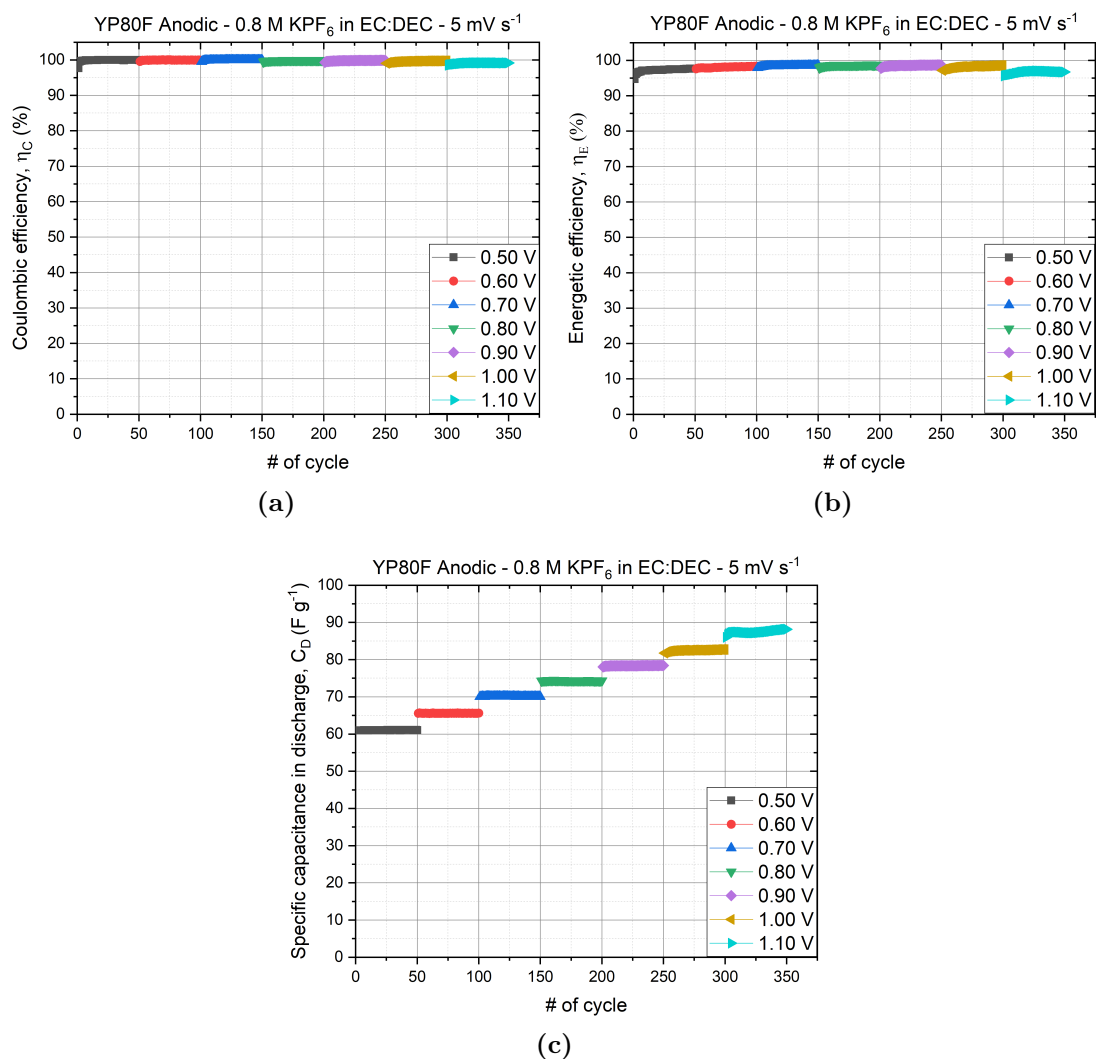 YP80F Anodic - 0.8 M KPF₆ in EC:DEC - 5 mV s⁻¹
Coulombic efficiency, η_C (%)
100
90
80
70
60
50
40
30
20
10
0
0 50 100 150 200 250 300 350
# of cycle
0.50 V
0.60 V
0.70 V
0.80 V
0.90 V
1.00 V
1.10 V
(a)
YP80F Anodic - 0.8 M KPF₆ in EC:DEC - 5 mV s⁻¹
Energetic efficiency, η_E (%)
100
90
80
70
60
50
40
30
20
10
0
0 50 100 150 200 250 300 350
# of cycle
0.50 V
0.60 V
0.70 V
0.80 V
0.90 V
1.00 V
1.10 V
(b)
YP80F Anodic - 0.8 M KPF₆ in EC:DEC - 5 mV s⁻¹
Specific capacitance in discharge, C_D (F g⁻¹)
100
90
80
70
60
50
40
30
20
10
0
0 50 100 150 200 250 300 350
# of cycle
0.50 V
0.60 V
0.70 V
0.80 V
0.90 V
1.00 V
1.10 V
(c)